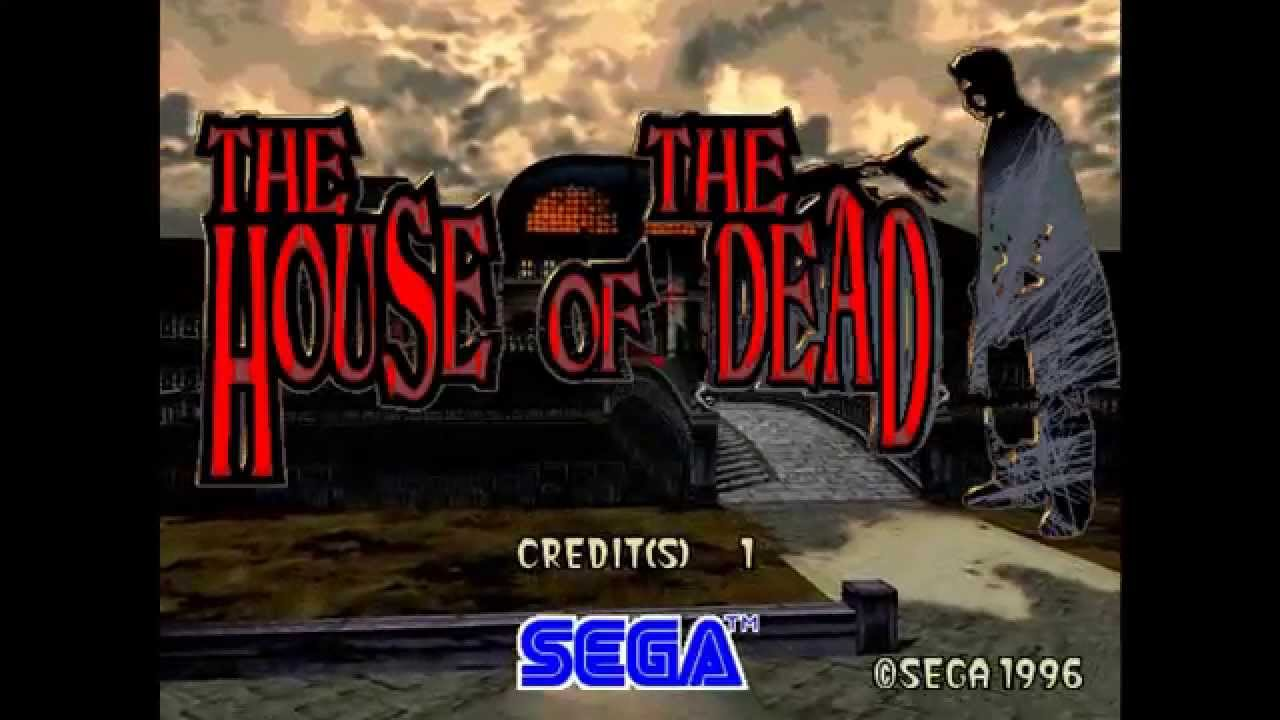 THE HOUSE OF THE DEAD
CREDIT(S) 1
SEGA™
©SEGA 1996